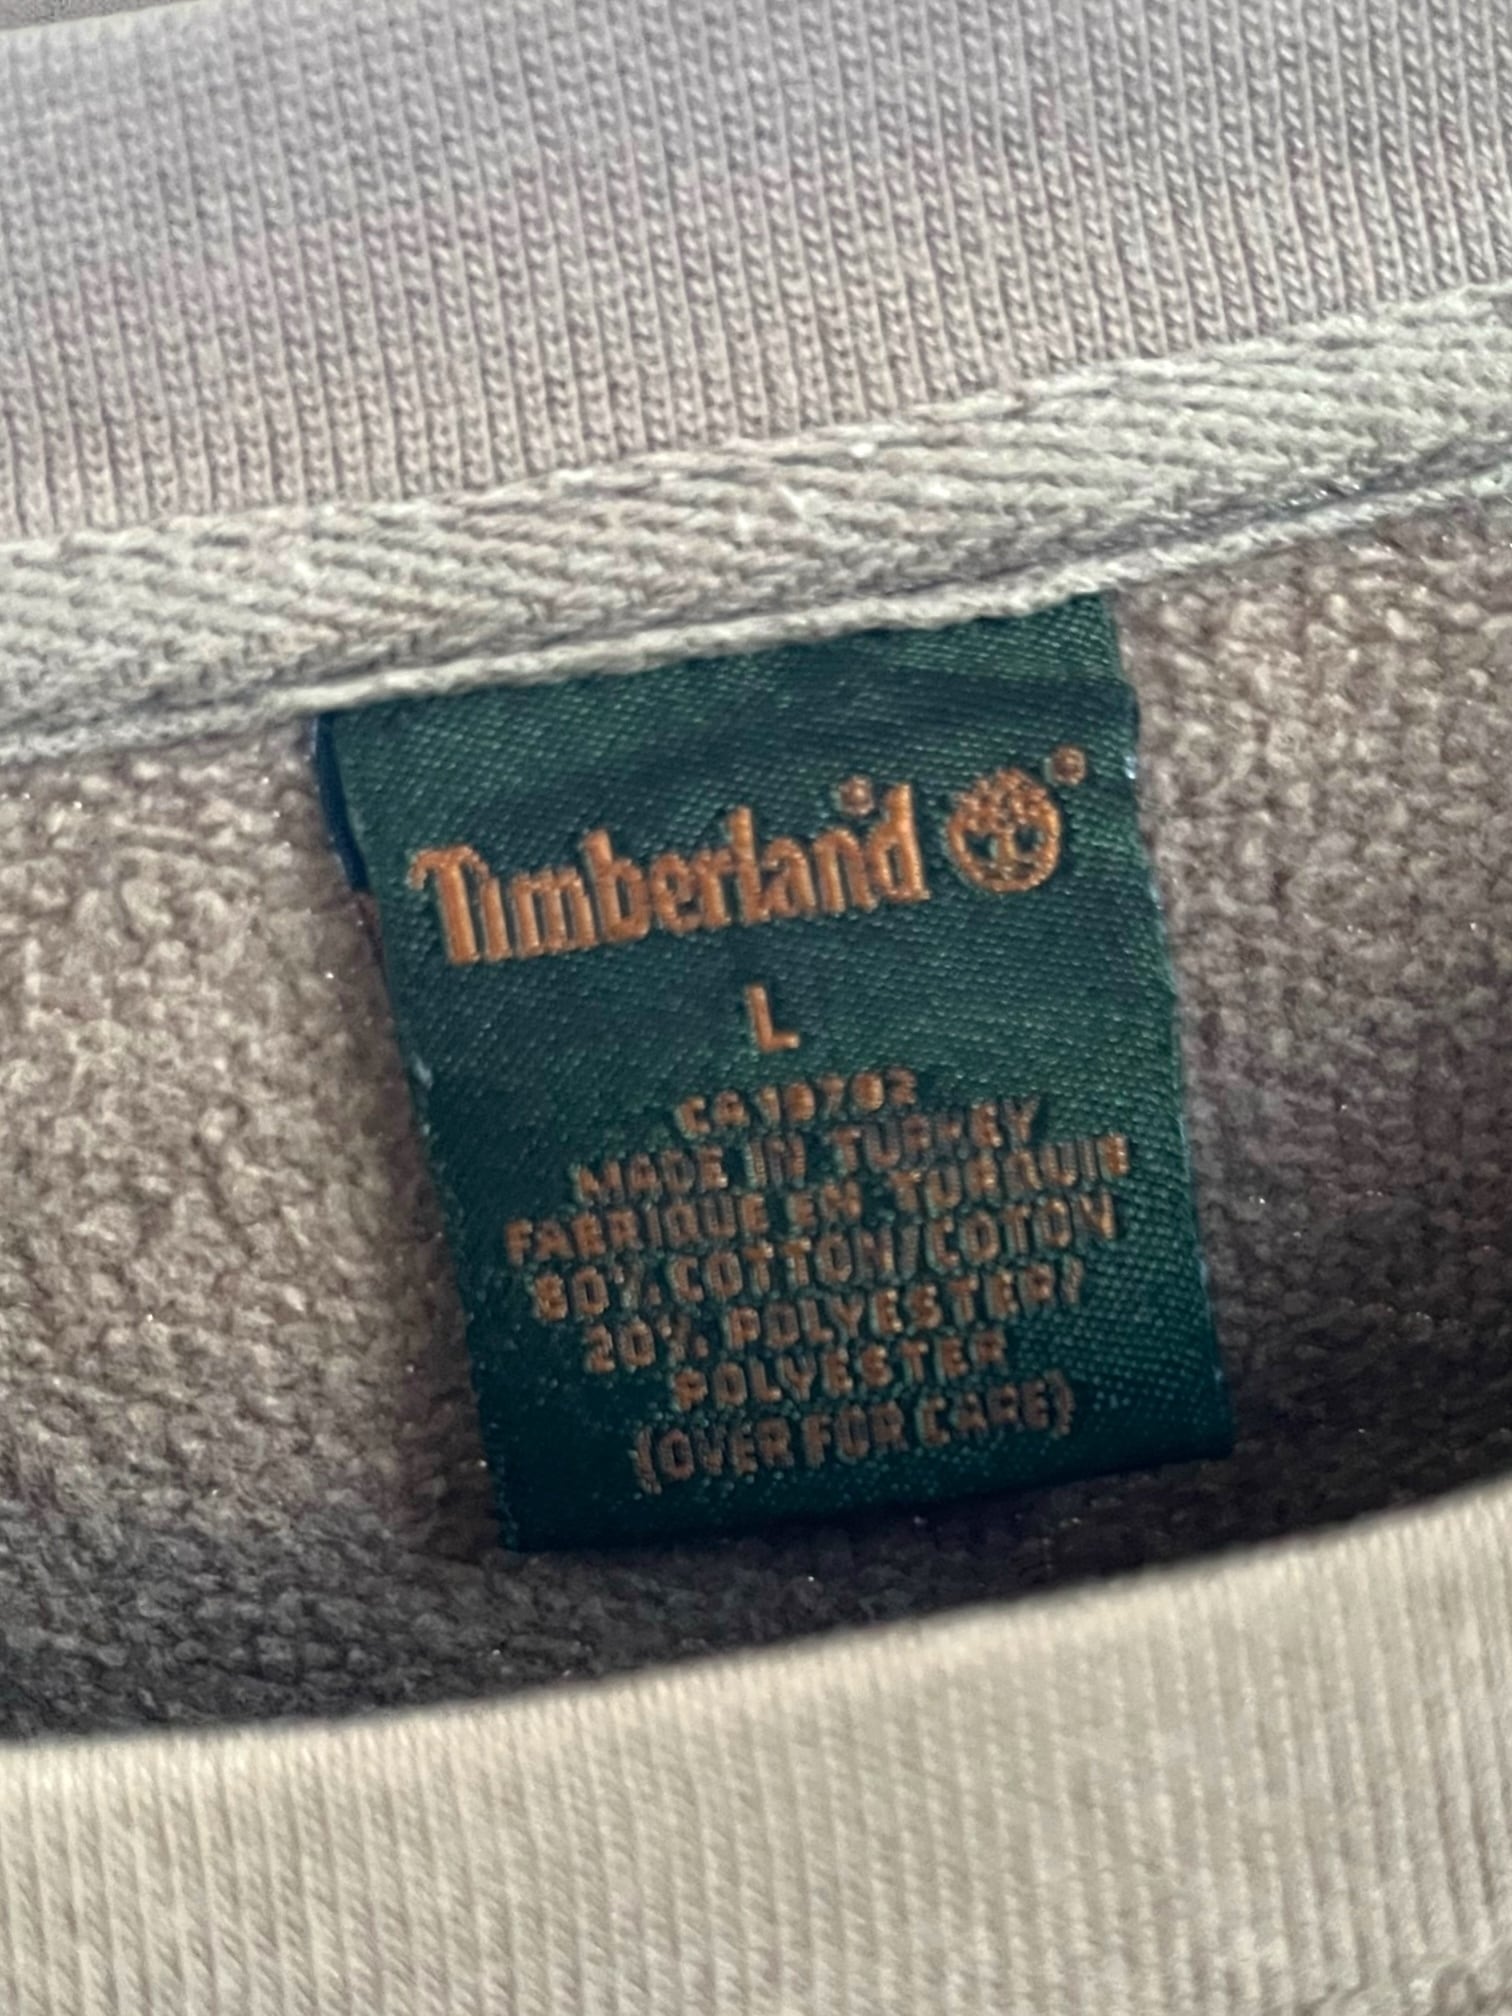 Timberland®
®
L
CA 19702
MADE IN TURKEY
FABRIQUE EN TURQUIE
80% COTTON/COTON
20% POLYESTER/
POLYESTER
(OVER FOR CARE)